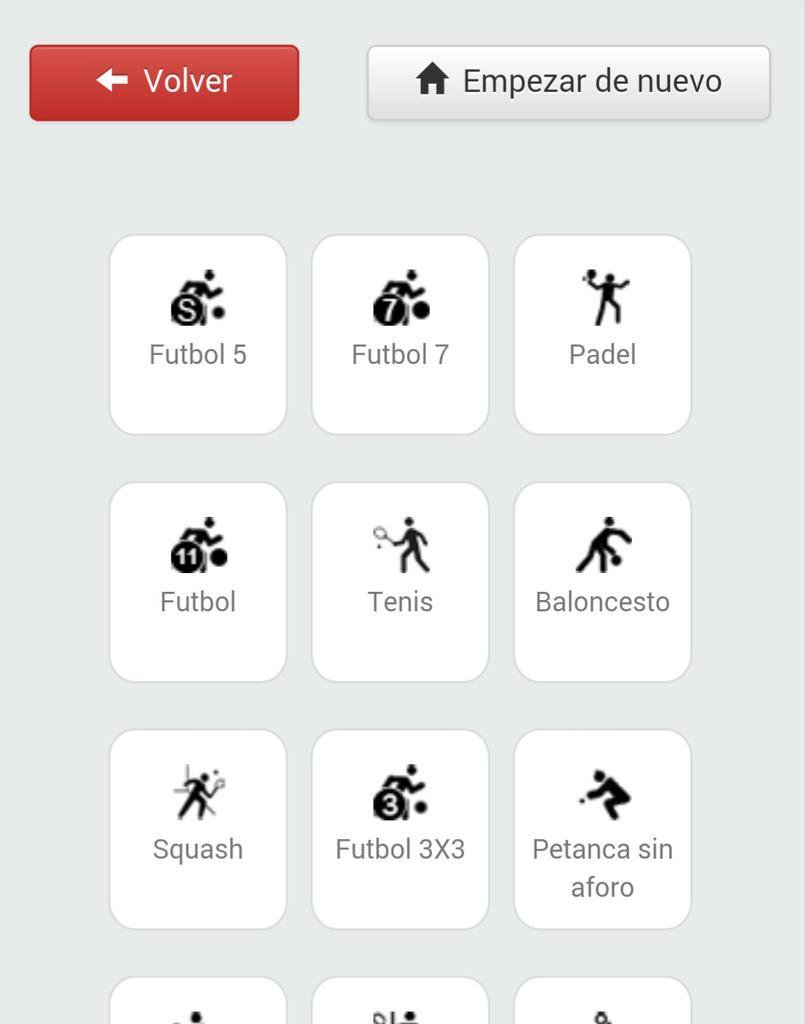 Volver
Empezar de nuevo
S
Futbol 5
7
Futbol 7
Padel
11
Futbol
Tenis
Baloncesto
Squash
3
Futbol 3X3
Petanca sin
aforo